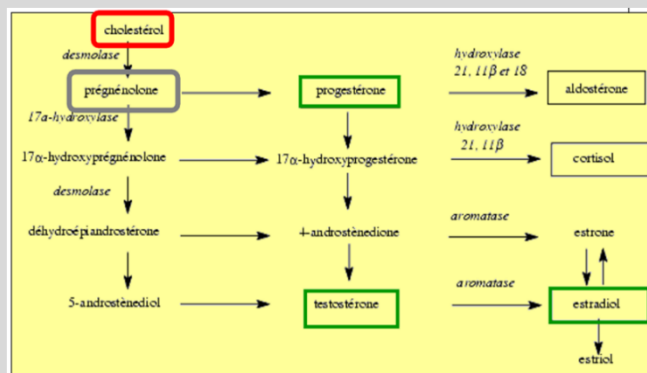 cholestérol
desmolase
hydroxylase
21, 11β et 18
prégnénolone
progestérone
aldostérone
17a-hydroxylase
hydroxylase
21, 11β
17α-hydroxyprégnénolone
17α-hydroxyprogestérone
cortisol
desmolase
déhydroépiandrostérone
4-androstènedione
aromatase
estrone
5-androstènediol
testostérone
aromatase
estradiol
estriol